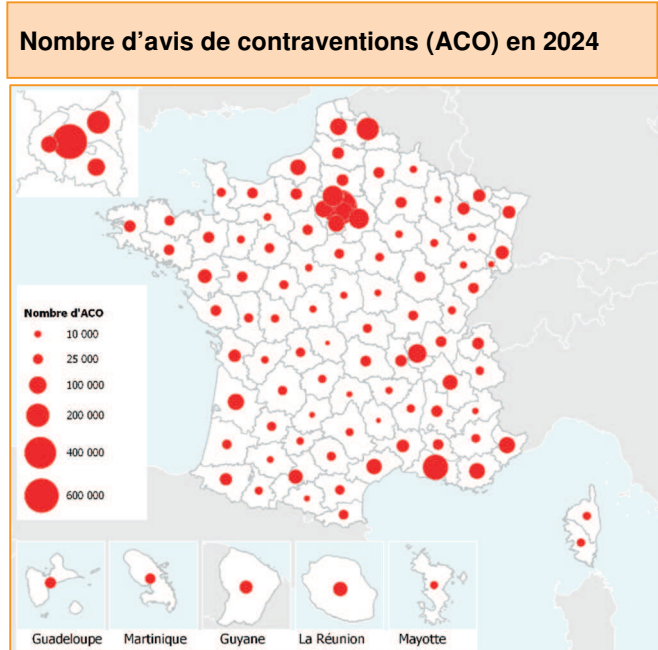 Nombre d’avis de contraventions (ACO) en 2024
Nombre d'ACO
10 000
25 000
100 000
200 000
400 000
600 000
Guadeloupe
Martinique
Guyane
La Réunion
Mayotte